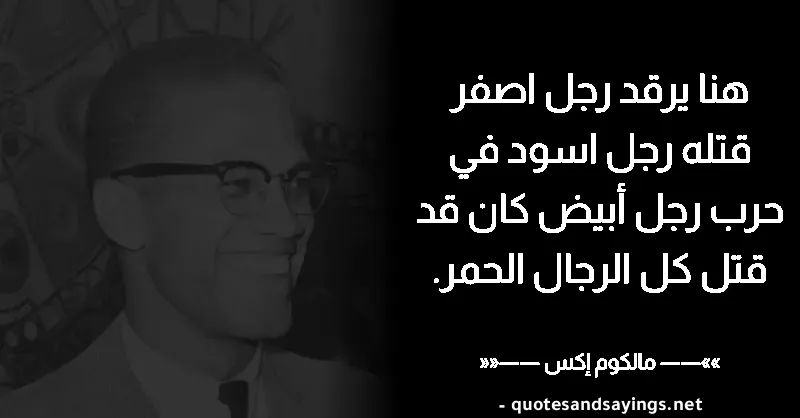 هنا يرقد رجل اصفر
قتله رجل اسود في
حرب رجل أبيض كان قد
قتل كل الرجال الحمر.
»»—— مالكوم إكس ——««
- quotesandsayings.net